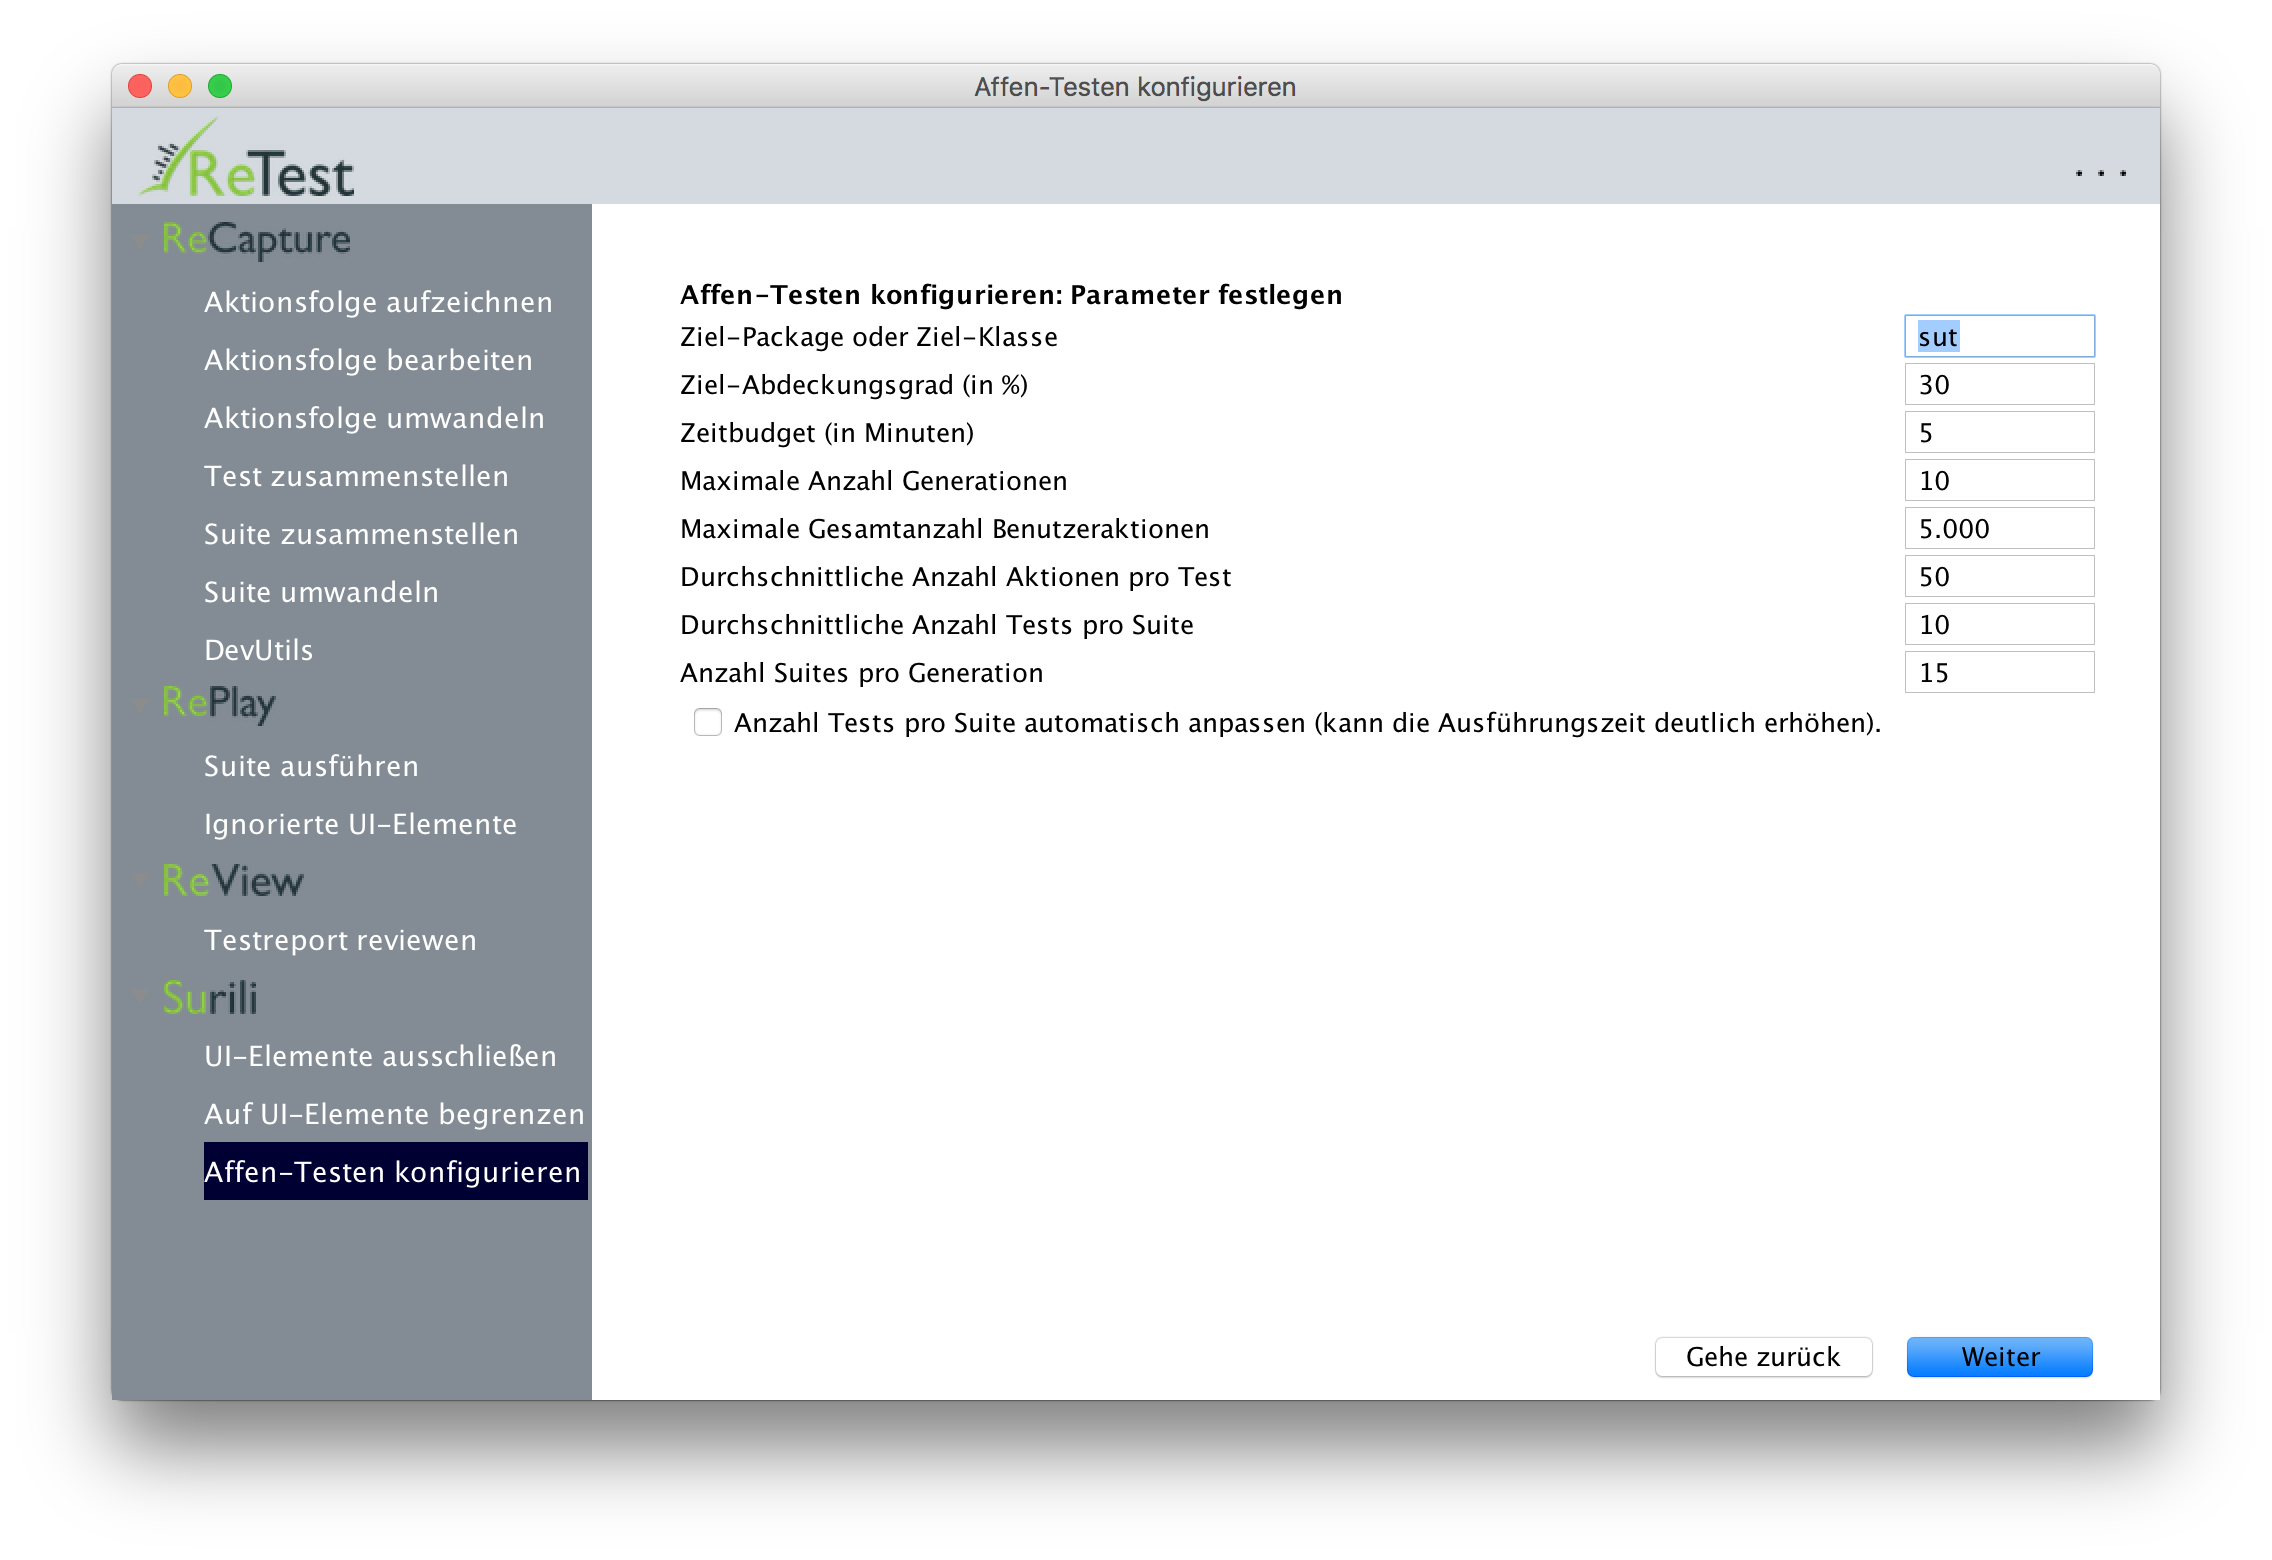 Affen-Testen konfigurieren
ReTest
...
ReCapture
Aktionsfolge aufzeichnen
Aktionsfolge bearbeiten
Aktionsfolge umwandeln
Test zusammenstellen
Suite zusammenstellen
Suite umwandeln
DevUtils
RePlay
Suite ausführen
Ignorierte UI-Elemente
ReView
Testreport reviewen
Surili
UI-Elemente ausschließen
Auf UI-Elemente begrenzen
Affen-Testen konfigurieren
Affen-Testen konfigurieren: Parameter festlegen
Ziel-Package oder Ziel-Klasse sut
Ziel-Abdeckungsgrad (in %) 30
Zeitbudget (in Minuten) 5
Maximale Anzahl Generationen 10
Maximale Gesamtanzahl Benutzeraktionen 5.000
Durchschnittliche Anzahl Aktionen pro Test 50
Durchschnittliche Anzahl Tests pro Suite 10
Anzahl Suites pro Generation 15
Anzahl Tests pro Suite automatisch anpassen (kann die Ausführungszeit deutlich erhöhen).
Gehe zurück Weiter